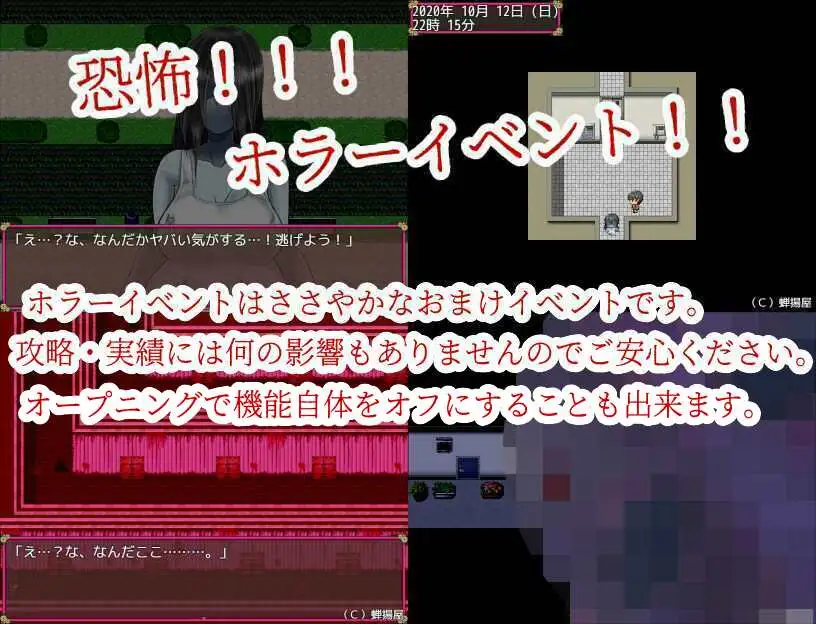 2020年 10月 12日 (日)
22時 15分
恐怖！！！
ホラーイベント！！
「え…？な、なんだかヤバい気がする…！逃げよう！」
(C) 蝉揚屋
ホラーイベントはささやかなおまけイベントです。
攻略・実績には何の影響もありませんのでご安心ください。
オープニングで機能自体をオフにすることも出来ます。
「え…？な、なんだここ………。」
(C) 蝉揚屋